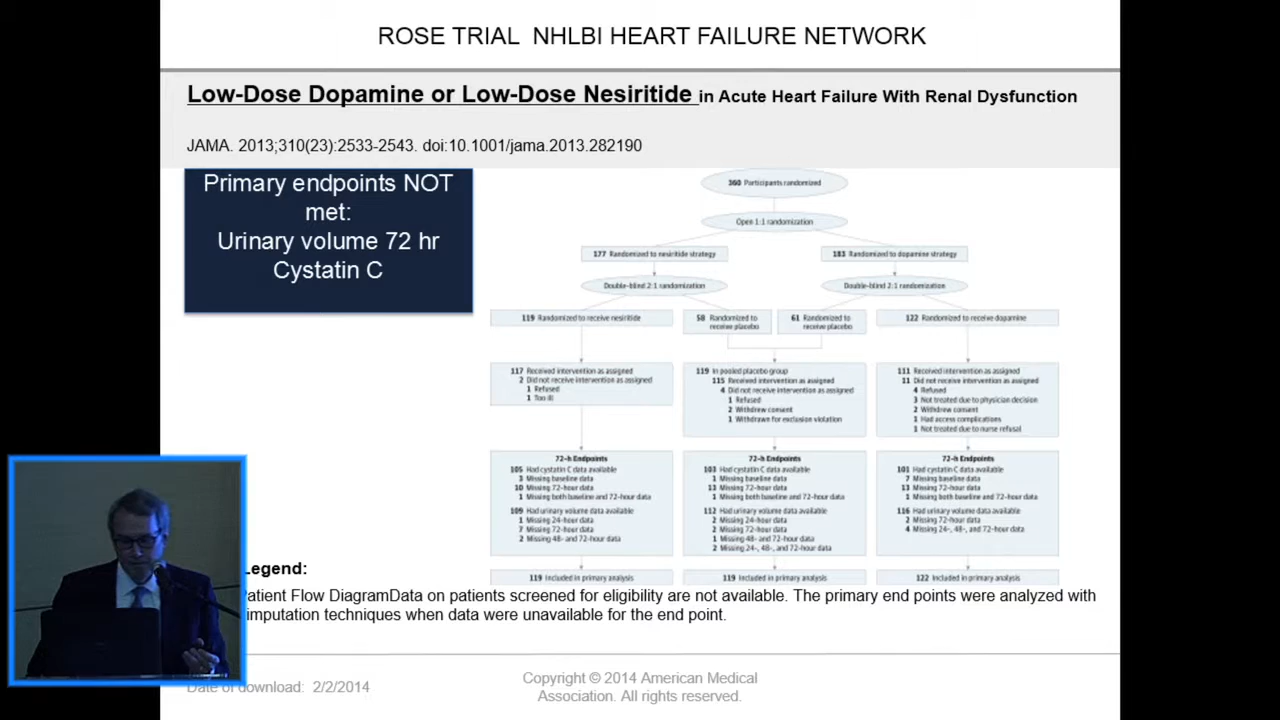 ROSE TRIAL NHLBI HEART FAILURE NETWORK
Low-Dose Dopamine or Low-Dose Nesiritide in Acute Heart Failure With Renal Dysfunction
JAMA. 2013;310(23):2533-2543. doi:10.1001/jama.2013.282190
Primary endpoints NOT
met:
Urinary volume 72 hr
Cystatin C
360 Participants randomized
Open 1:1 randomization
177 Randomized to nesiritide strategy
183 Randomized to dopamine strategy
Double-blind 2:1 randomization
Double-blind 2:1 randomization
119 Randomized to receive nesiritide
58 Randomized to
receive placebo
61 Randomized to
receive placebo
122 Randomized to receive dopamine
117 Received intervention as assigned
2 Did not receive intervention as assigned
1 Refused
1 Too ill
119 In pooled placebo group
115 Received intervention as assigned
4 Did not receive intervention as assigned
1 Refused
2 Withdrew consent
1 Withdrawn for exclusion violation
111 Received intervention as assigned
11 Did not receive intervention as assigned
4 Refused
3 Not treated due to physician decision
2 Withdrew consent
1 Had access complications
1 Not treated due to nurse refusal
72-h Endpoints
105 Had cystatin C data available
3 Missing baseline data
10 Missing 72-hour data
1 Missing both baseline and 72-hour data
109 Had urinary volume data available
1 Missing 24-hour data
7 Missing 72-hour data
2 Missing 48- and 72-hour data
72-h Endpoints
103 Had cystatin C data available
1 Missing baseline data
13 Missing 72-hour data
1 Missing both baseline and 72-hour data
112 Had urinary volume data available
2 Missing 24-hour data
2 Missing 72-hour data
1 Missing 48- and 72-hour data
2 Missing 24-, 48-, and 72-hour data
72-h Endpoints
101 Had cystatin C data available
7 Missing baseline data
13 Missing 72-hour data
1 Missing both baseline and 72-hour data
116 Had urinary volume data available
2 Missing 72-hour data
4 Missing 24-, 48-, and 72-hour data
119 Included in primary analysis
119 Included in primary analysis
122 Included in primary analysis
Legend:
atient Flow DiagramData on patients screened for eligibility are not available. The primary end points were analyzed with
imputation techniques when data were unavailable for the end point.
Date of download: 2/2/2014
Copyright © 2014 American Medical
Association. All rights reserved.